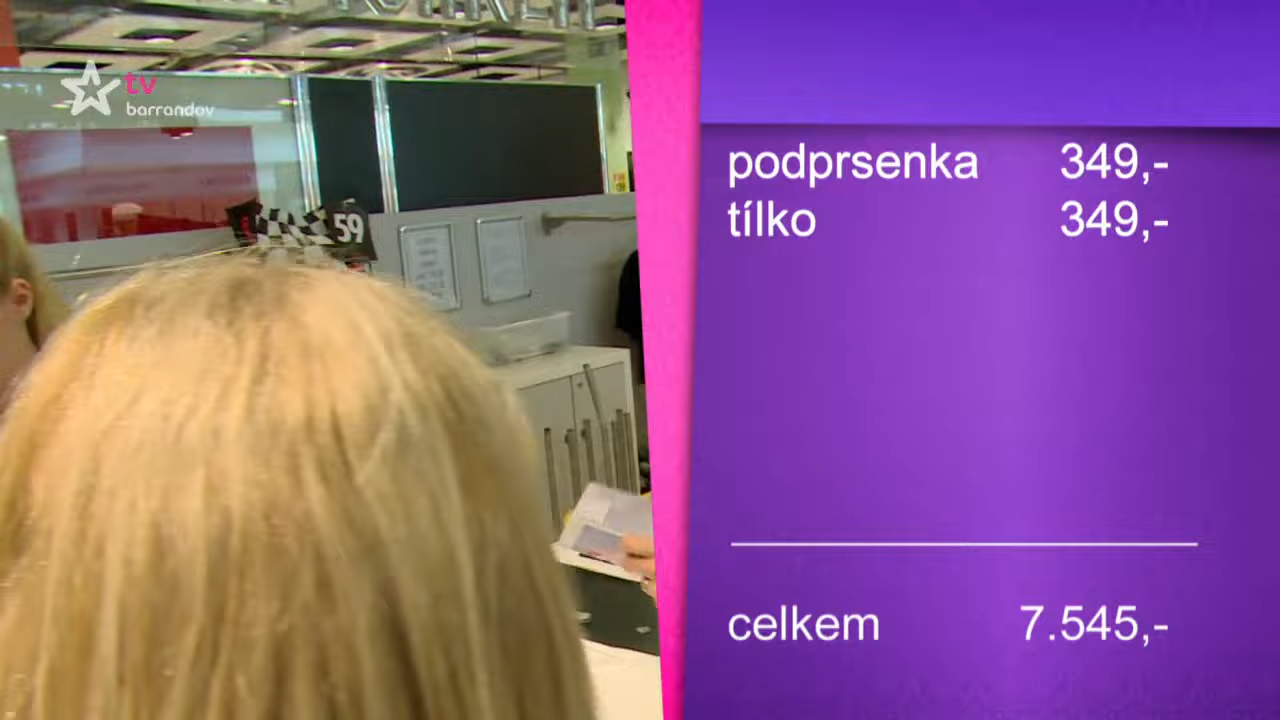 tv
barrandov
59
podprsenka 349,-
tílko 349,-
celkem 7.545,-